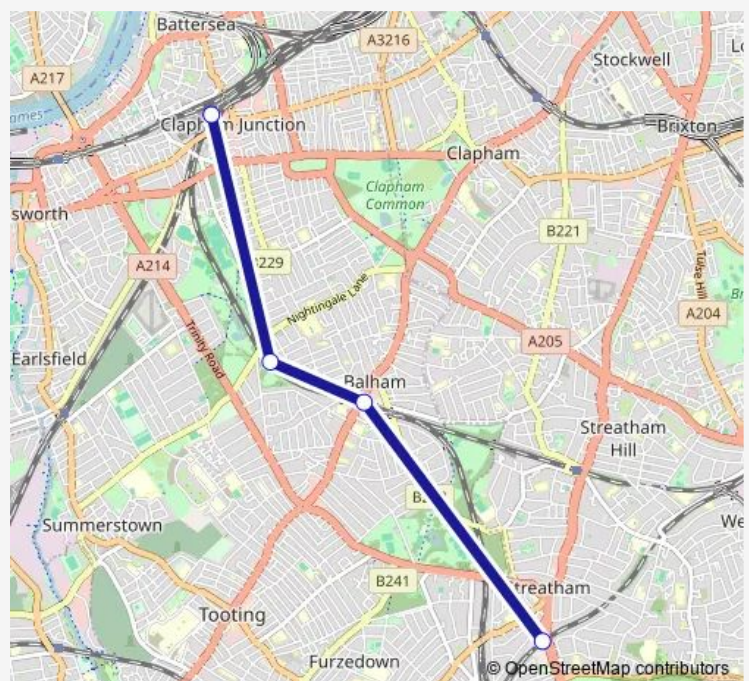 Battersea
A3216
Stockwell
A217
Clapham Junction
Brixton
Clapham
Clapham
Common
sworth
B221
A214
Nightingale Lane
Tulse Hill
A204
A205
Trinity Road
Earlsfield
Balham
Streatham
Hill
Summerstown
B241
Tooting
Furzedown
© OpenStreetMap contributors